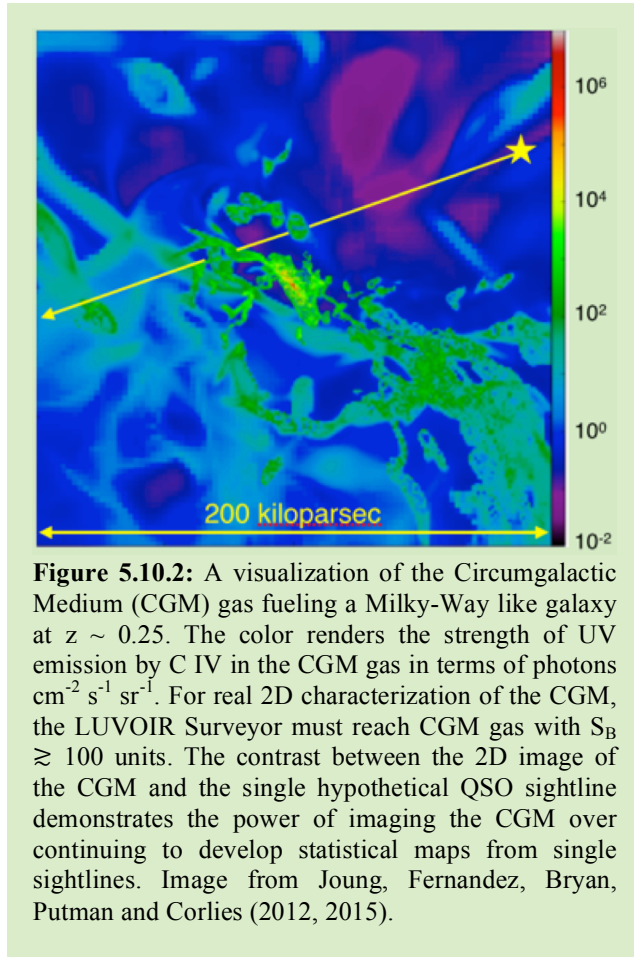 10⁶
10⁴
10²
10⁰
10⁻²
200 kiloparsec
Figure 5.10.2: A visualization of the Circumgalactic
Medium (CGM) gas fueling a Milky-Way like galaxy
at z ~ 0.25. The color renders the strength of UV
emission by C IV in the CGM gas in terms of photons
cm⁻² s⁻¹ sr⁻¹. For real 2D characterization of the CGM,
the LUVOIR Surveyor must reach CGM gas with S_B
≳ 100 units. The contrast between the 2D image of
the CGM and the single hypothetical QSO sightline
demonstrates the power of imaging the CGM over
continuing to develop statistical maps from single
sightlines. Image from Joung, Fernandez, Bryan,
Putman and Corlies (2012, 2015).